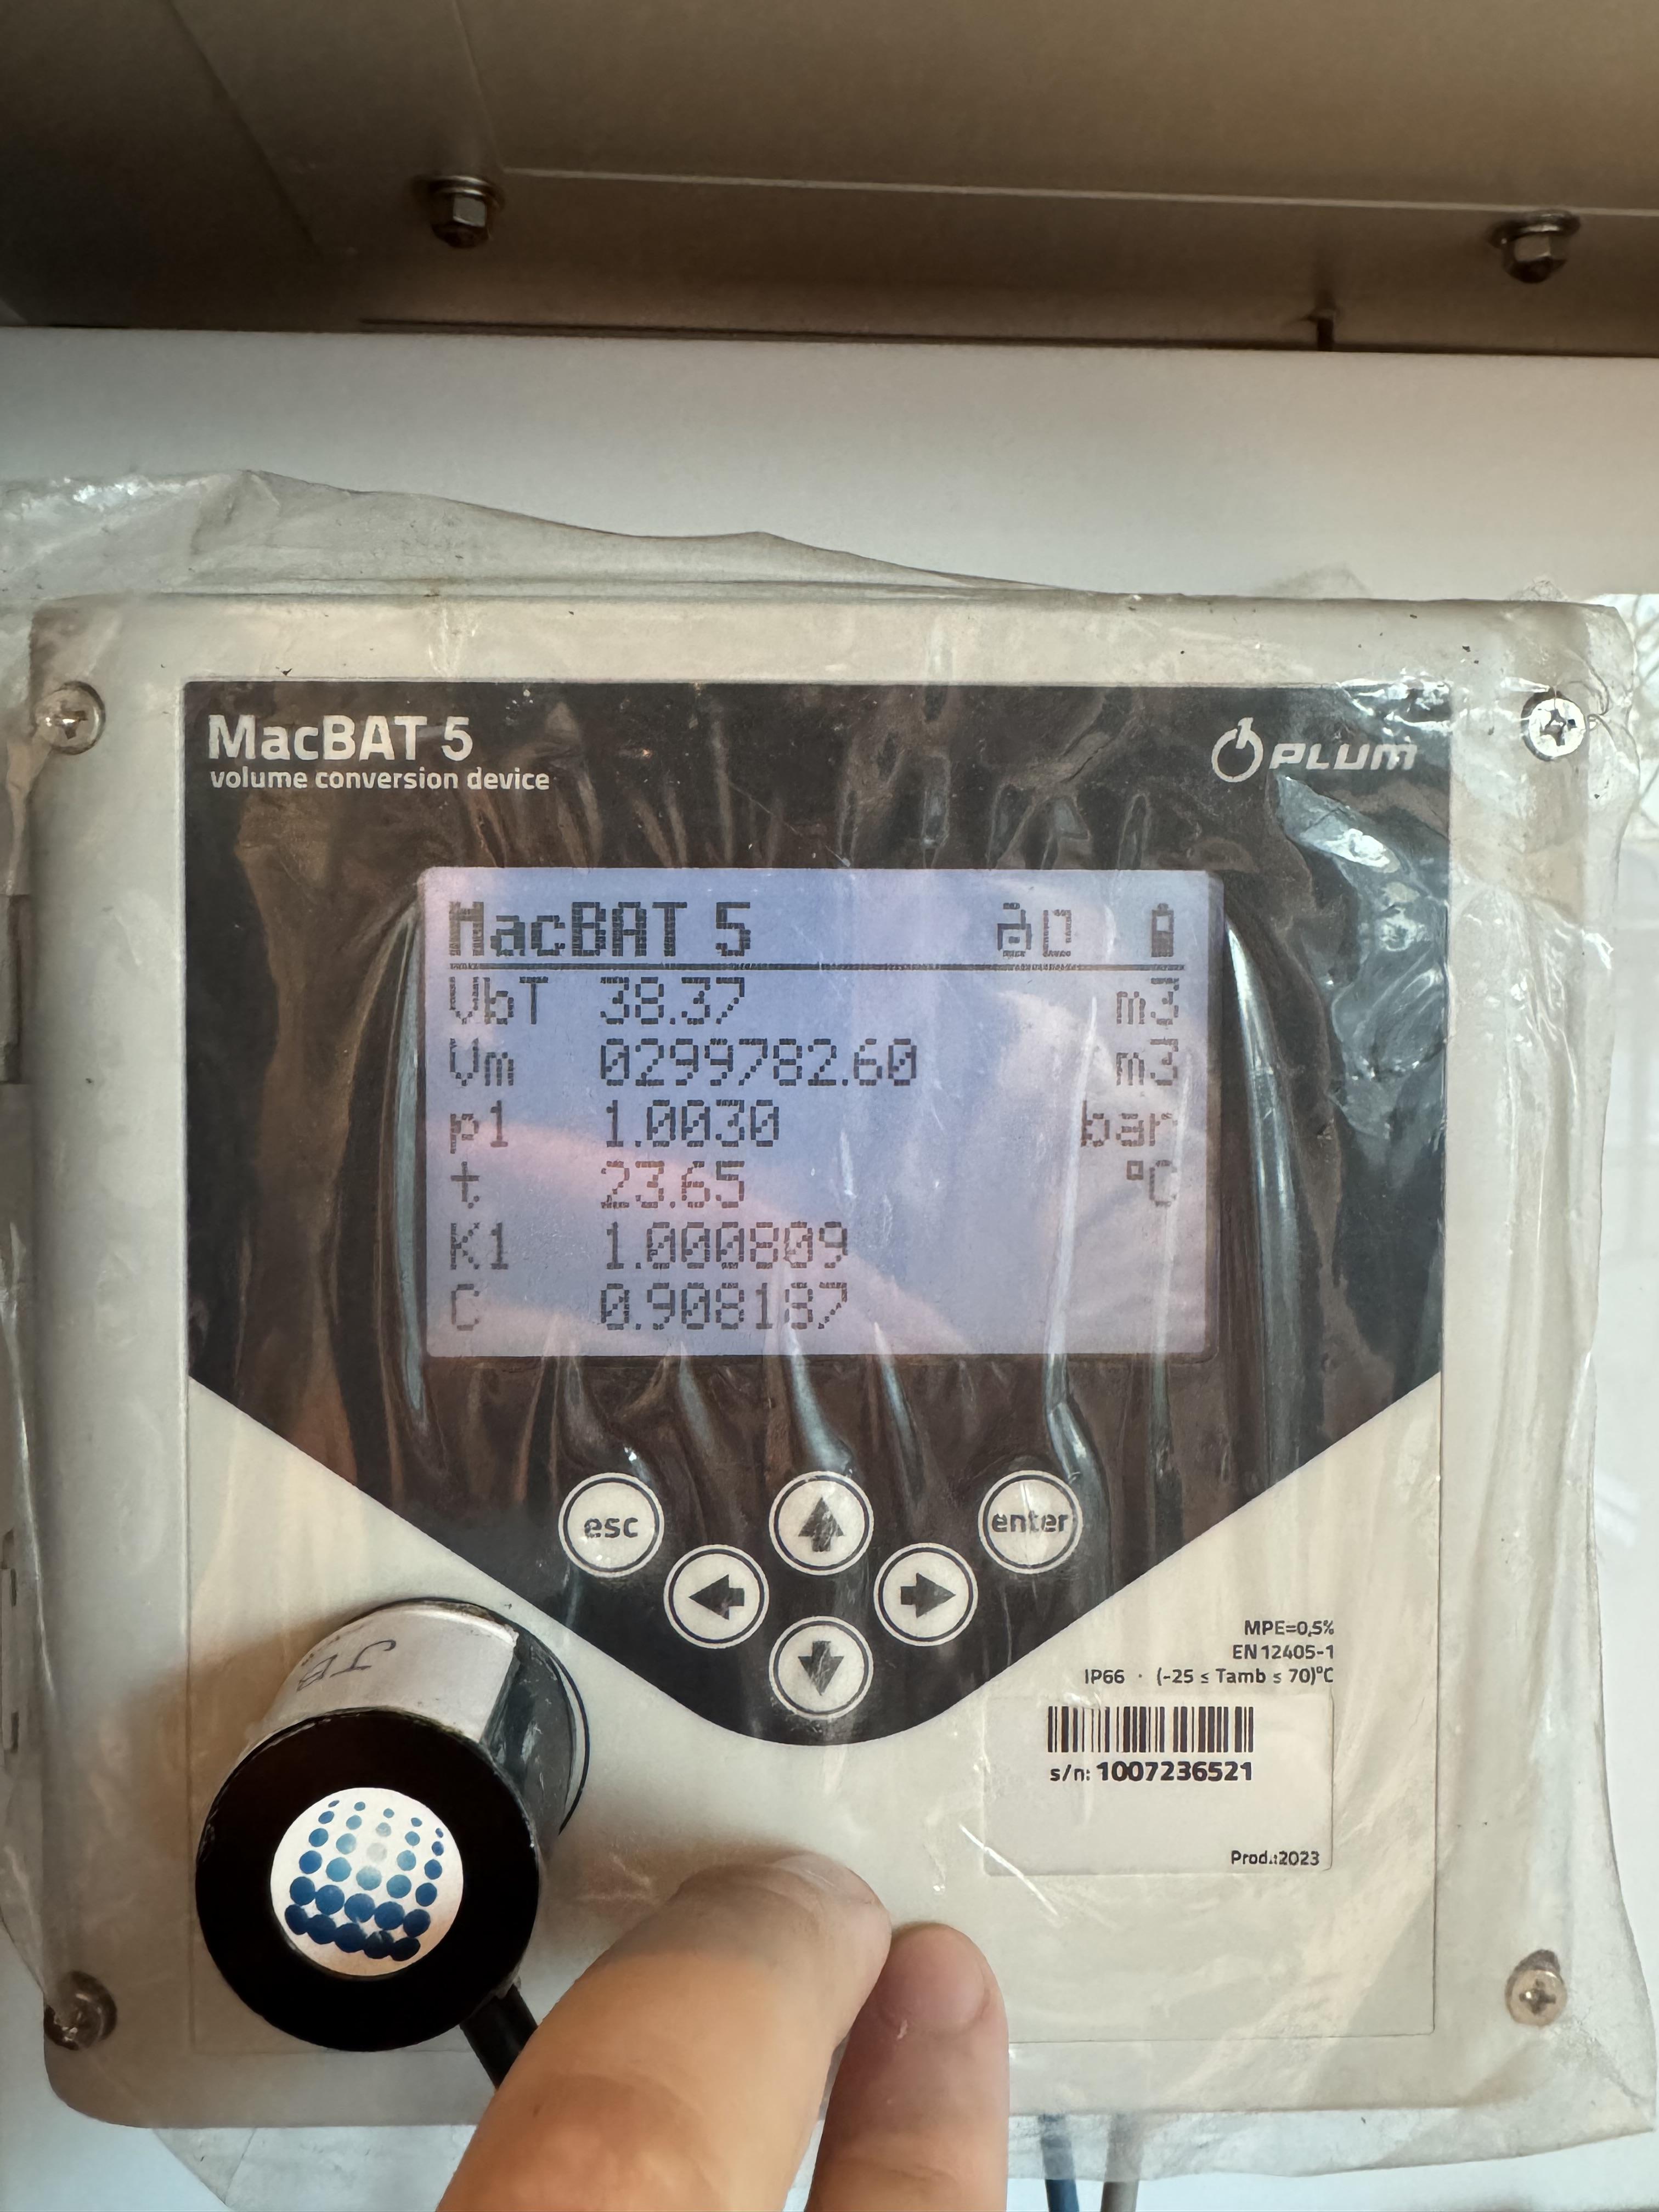 MacBAT 5
volume conversion device
PLUM
MacBAT 5
VbT 38.37 m3
Vm 0299782.60 m3
p1 1.0030 bar
t 23.65 °C
K1 1.000809
C 0.908187
esc
enter
MPE=0,5%
EN 12405-1
IP66 · (-25 ≤ Tamb ≤ 70)°C
s/n: 1007236521
Prod.:2023
JB